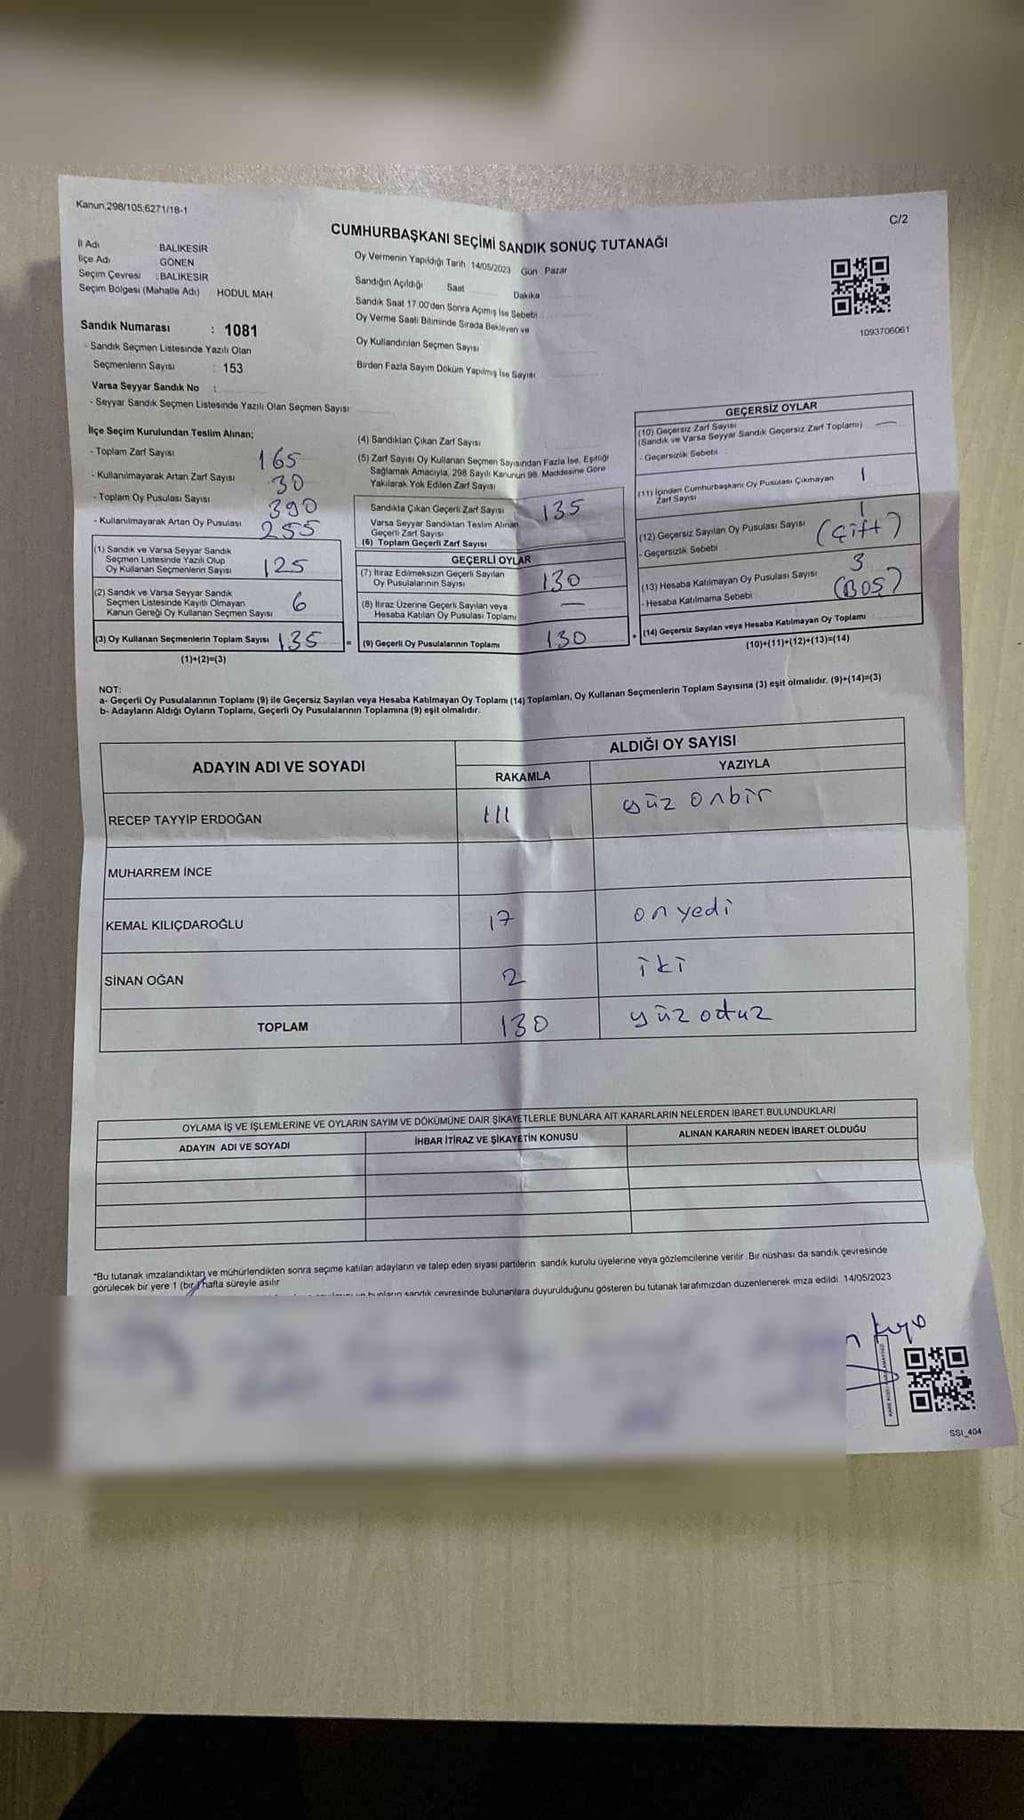 Kanun;298/105;6271/18-1
C/2
CUMHURBAŞKANI SEÇİMİ SANDIK SONUÇ TUTANAĞI
İl Adı BALIKESİR
İlçe Adı GÖNEN
Seçim Çevresi : BALIKESİR
Seçim Bölgesi (Mahalle Adı) HODUL MAH
Oy Vermenin Yapıldığı Tarih 14/05/2023 Gün Pazar
Sandığın Açıldığı Saat Dakika
Sandık Saat 17.00'den Sonra Açımış İse Sebebi
Oy Verme Saati Bitiminde Sırada Bekleyen ve
Oy Kullandırılan Seçmen Sayısı
Birden Fazla Sayım Döküm Yapılmış İse Sayısı
1093706061
Sandık Numarası : 1081
- Sandık Seçmen Listesinde Yazılı Olan
Seçmenlerin Sayısı : 153
Varsa Seyyar Sandık No :
- Seyyar Sandık Seçmen Listesinde Yazılı Olan Seçmen Sayısı
İlçe Seçim Kurulundan Teslim Alınan;
- Toplam Zarf Sayısı 165
- Kullanılmayarak Artan Zarf Sayısı 30
- Toplam Oy Pusulası Sayısı 390
- Kullanılmayarak Artan Oy Pusulası 255
(1) Sandık ve Varsa Seyyar Sandık
Seçmen Listesinde Yazılı Olup
Oy Kullanan Seçmenlerin Sayısı 125
(2) Sandık ve Varsa Seyyar Sandık
Seçmen Listesinde Kayıtlı Olmayan
Kanun Gereği Oy Kullanan Seçmen Sayısı 6
(3) Oy Kullanan Seçmenlerin Toplam Sayısı 135 =
(1)+(2)=(3)
(4) Sandıktan Çıkan Zarf Sayısı
(5) Zarf Sayısı Oy Kullanan Seçmen Sayısından Fazla İse, Eşitliği
Sağlamak Amacıyla, 298 Sayılı Kanunun 98. Maddesine Göre
Yakılarak Yok Edilen Zarf Sayısı
Sandıkta Çıkan Geçerli Zarf Sayısı 135
Varsa Seyyar Sandıktan Teslim Alınan
Geçerli Zarf Sayısı
(6) Toplam Geçerli Zarf Sayısı
GEÇERLİ OYLAR
(7) İtiraz Edilmeksizin Geçerli Sayılan
Oy Pusulalarının Sayısı 130
(8) İtiraz Üzerine Geçerli Sayılan veya
Hesaba Katılan Oy Pusulası Toplamı —
(9) Geçerli Oy Pusulalarının Toplamı 130 +
GEÇERSİZ OYLAR
(10) Geçersiz Zarf Sayısı
(Sandık ve Varsa Seyyar Sandık Geçersiz Zarf Toplamı) —
- Geçersizlik Sebebi
(11) İçinden Cumhurbaşkanı Oy Pusulası Çıkmayan
Zarf Sayısı 1
(12) Geçersiz Sayılan Oy Pusulası Sayısı 1
- Geçersizlik Sebebi (Çift)
(13) Hesaba Katılmayan Oy Pusulası Sayısı 3
- Hesaba Katılmama Sebebi (BOŞ)
(14) Geçersiz Sayılan veya Hesaba Katılmayan Oy Toplamı
(10)+(11)+(12)+(13)=(14)
NOT:
a- Geçerli Oy Pusulalarının Toplamı (9) ile Geçersiz Sayılan veya Hesaba Katılmayan Oy Toplamı (14) Toplamları, Oy Kullanan Seçmenlerin Toplam Sayısına (3) eşit olmalıdır. (9)+(14)=(3)
b- Adayların Aldığı Oyların Toplamı, Geçerli Oy Pusulalarının Toplamına (9) eşit olmalıdır.
ADAYIN ADI VE SOYADI
ALDIĞI OY SAYISI
RAKAMLA YAZIYLA
RECEP TAYYİP ERDOĞAN 111 yüz onbir
MUHARREM İNCE
KEMAL KILIÇDAROĞLU 17 onyedi
SİNAN OĞAN 2 iki
TOPLAM 130 yüz otuz
OYLAMA İŞ VE İŞLEMLERİNE VE OYLARIN SAYIM VE DÖKÜMÜNE DAİR ŞİKAYETLERLE BUNLARA AİT KARARLARIN NELERDEN İBARET BULUNDUKLARI
ADAYIN ADI VE SOYADI İHBAR İTİRAZ VE ŞİKAYETİN KONUSU ALINAN KARARIN NEDEN İBARET OLDUĞU
*Bu tutanak imzalandıktan ve mühürlendikten sonra seçime katılan adayların ve talep eden siyasi partilerin sandık kurulu üyelerine veya gözlemcilerine verilir. Bir nüshası da sandık çevresinde
görülecek bir yere 1 (bir) hafta süreyle asılır
bunların sandık çevresinde bulunanlara duyurulduğunu gösteren bu tutanak tarafımızdan düzenlenerek imza edildi. 14/05/2023
SSI_404